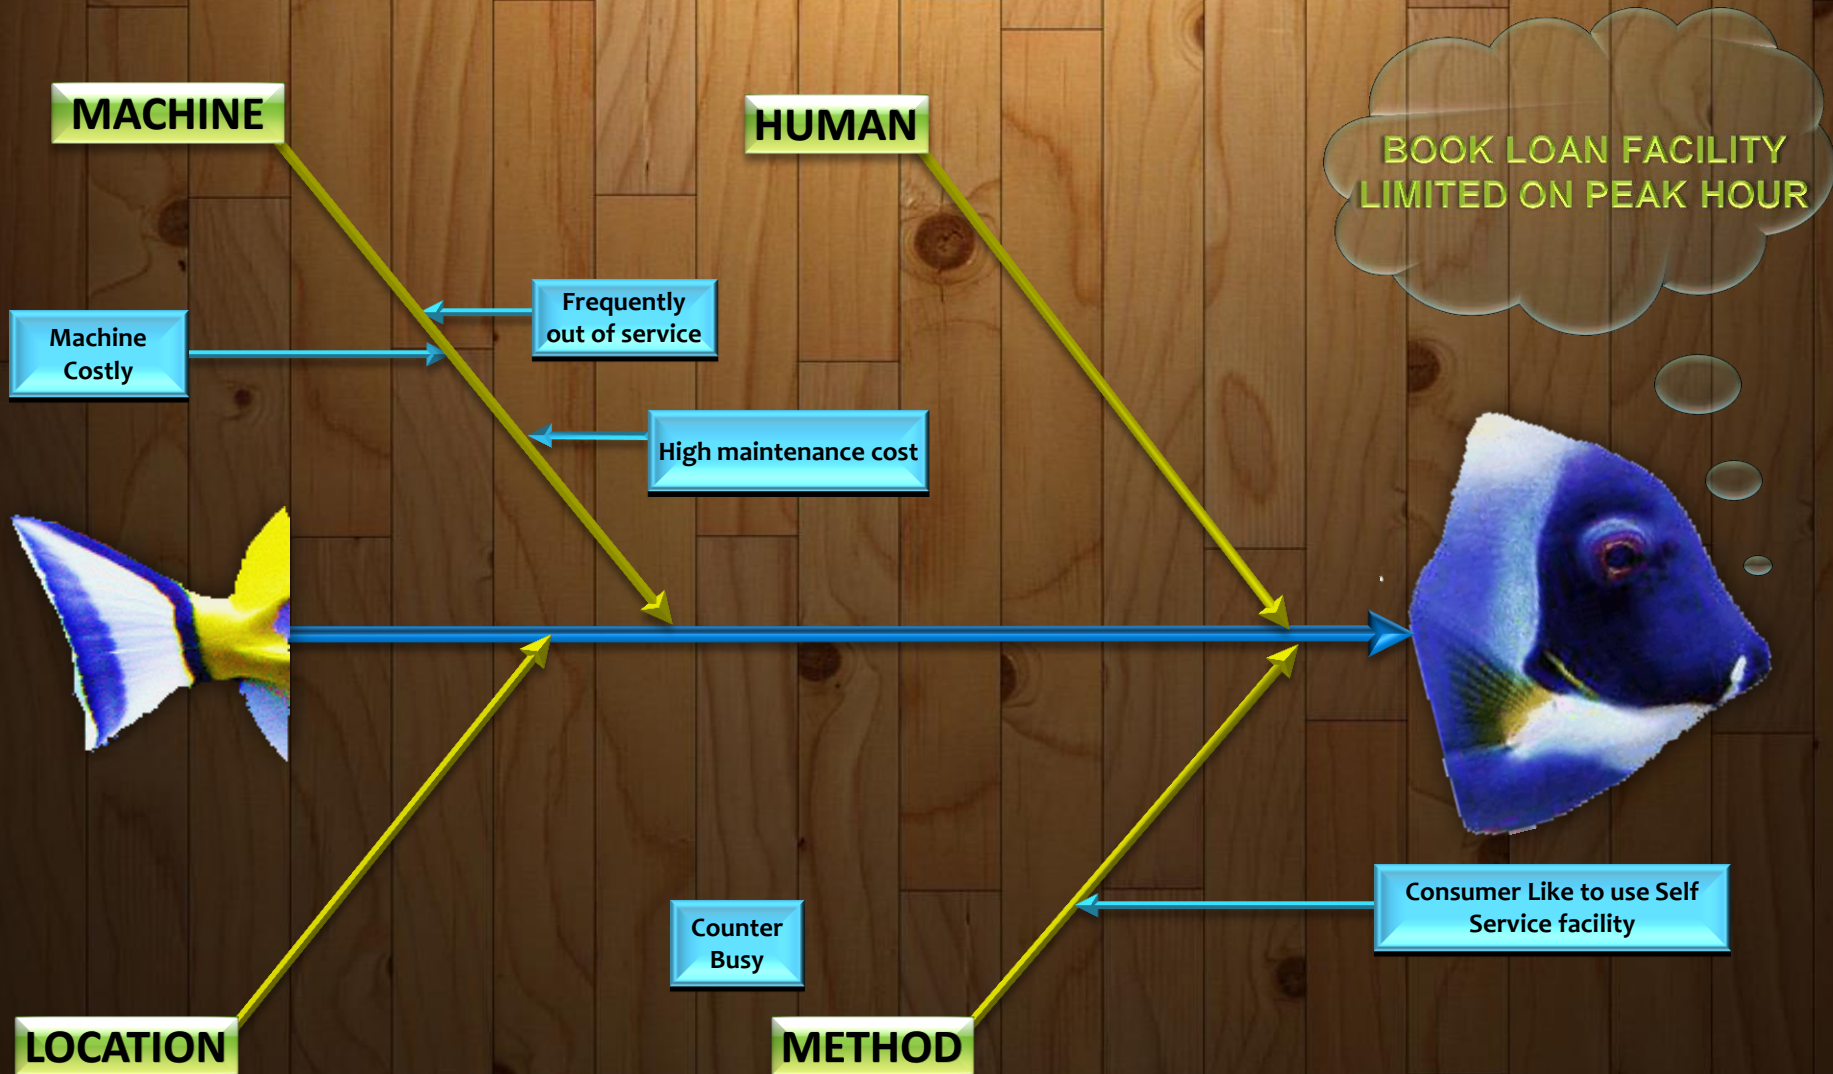 MACHINE
HUMAN
BOOK LOAN FACILITY
LIMITED ON PEAK HOUR
Frequently
out of service
Machine
Costly
High maintenance cost
Consumer Like to use Self
Service facility
Counter
Busy
LOCATION
METHOD